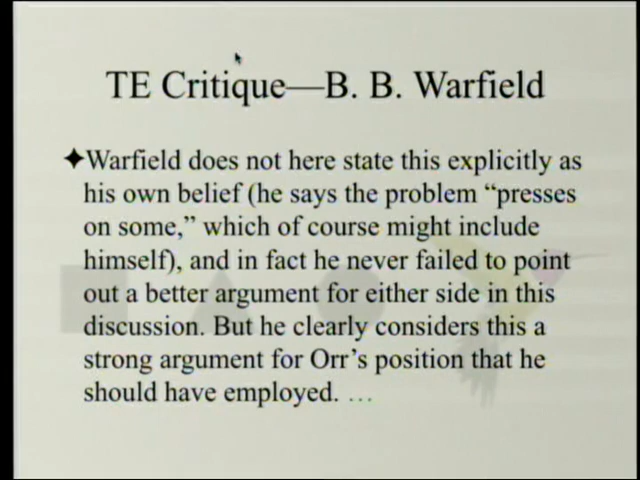 TE Critique—B. B. Warfield
✦Warfield does not here state this explicitly as
his own belief (he says the problem “presses
on some,” which of course might include
himself), and in fact he never failed to point
out a better argument for either side in this
discussion. But he clearly considers this a
strong argument for Orr’s position that he
should have employed. …